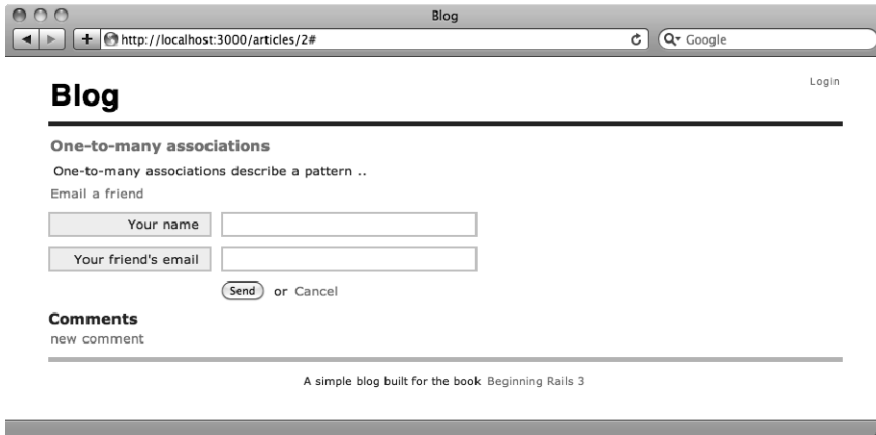 Blog
http://localhost:3000/articles/2#
Google
Login
Blog
One-to-many associations
One-to-many associations describe a pattern ..
Email a friend
Your name
Your friend's email
Send or Cancel
Comments
new comment
A simple blog built for the book Beginning Rails 3